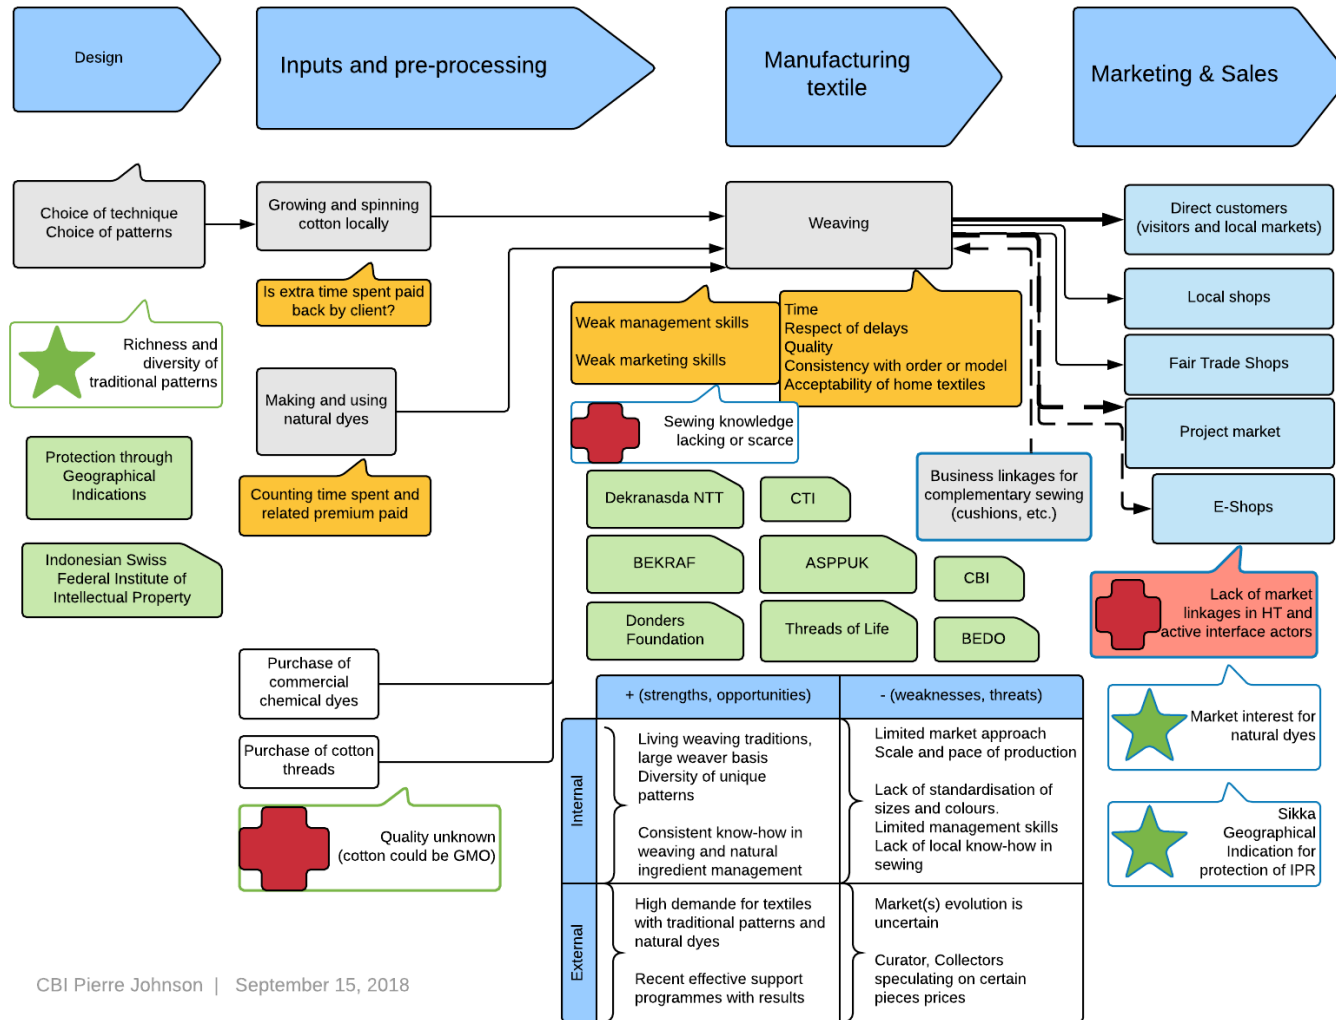 Design
Inputs and pre-processing
Manufacturing
textile
Marketing & Sales
Choice of technique
Choice of patterns
Growing and spinning
cotton locally
Weaving
Direct customers
(visitors and local markets)
Is extra time spent paid
back by client?
Local shops
Weak management skills
Weak marketing skills
Time
Respect of delays
Quality
Consistency with order or model
Acceptability of home textiles
Richness and
diversity of
traditional patterns
Fair Trade Shops
Making and using
natural dyes
Sewing knowledge
lacking or scarce
Project market
Protection through
Geographical
Indications
Counting time spent and
related premium paid
Dekranasda NTT
CTI
Business linkages for
complementary sewing
(cushions, etc.)
E-Shops
Indonesian Swiss
Federal Institute of
Intellectual Property
BEKRAF
ASPPUK
CBI
Lack of market
linkages in HT and
active interface actors
Donders
Foundation
Threads of Life
BEDO
Purchase of
commercial
chemical dyes
Market interest for
natural dyes
Purchase of cotton
threads
Quality unknown
(cotton could be GMO)
Sikka
Geographical
Indication for
protection of IPR
+ (strengths, opportunities)
- (weaknesses, threats)
Internal
Living weaving traditions,
large weaver basis
Diversity of unique
patterns
Consistent know-how in
weaving and natural
ingredient management
Limited market approach
Scale and pace of production
Lack of standardisation of
sizes and colours.
Limited management skills
Lack of local know-how in
sewing
External
High demande for textiles
with traditional patterns and
natural dyes
Recent effective support
programmes with results
Market(s) evolution is
uncertain
Curator, Collectors
speculating on certain
pieces prices
CBI Pierre Johnson | September 15, 2018